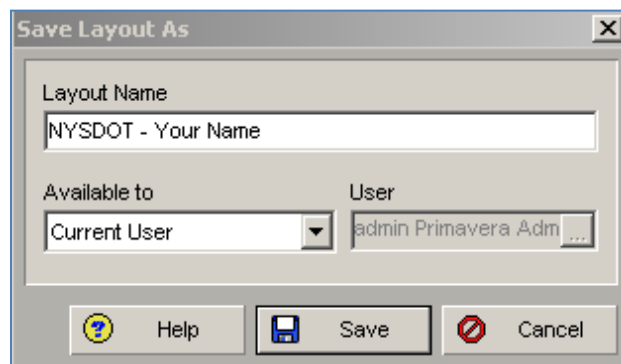 Save Layout As
Layout Name
NYSDOT - Your Name
Available to User
Current User admin Primavera Adm ...
Help Save Cancel